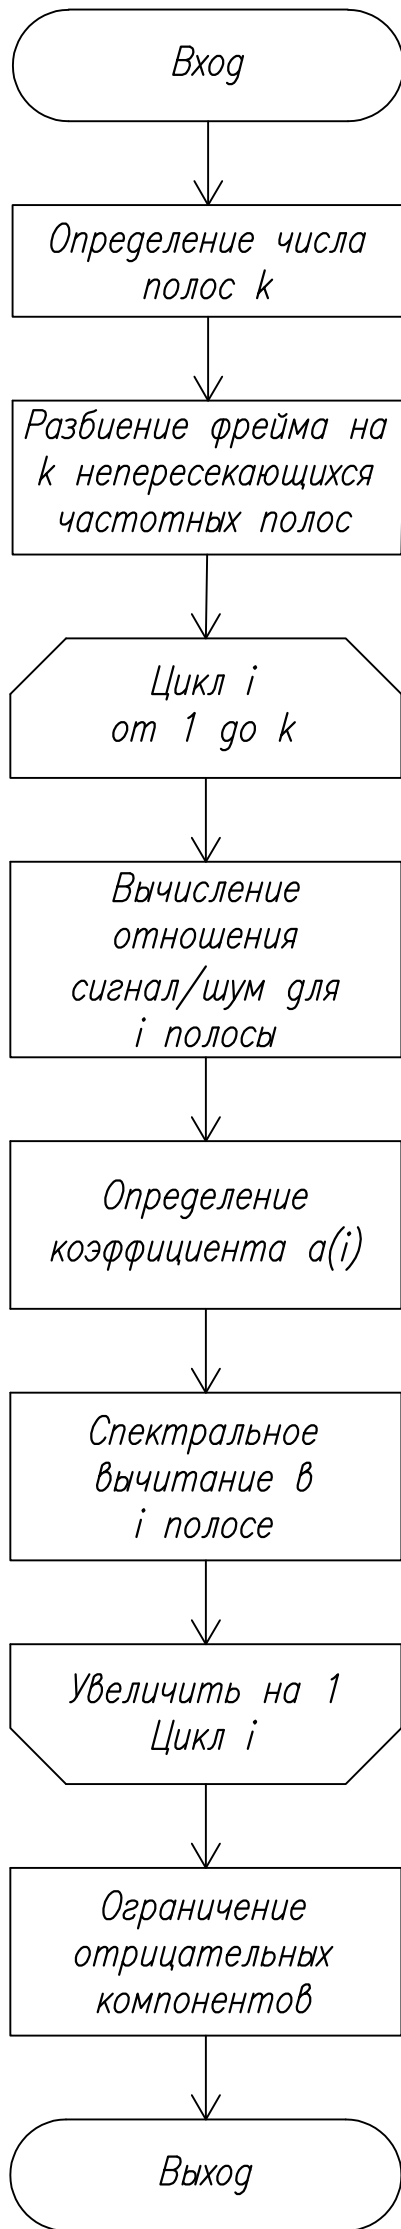 Вход
Определение числа
полос k
Разбиение фрейма на
k непересекающихся
частотных полос
Цикл i
от 1 до k
Вычисление
отношения
сигнал/шум для
i полосы
Определение
коэффициента a(i)
Спектральное
вычитание в
i полосе
Увеличить на 1
Цикл i
Ограничение
отрицательных
компонентов
Выход